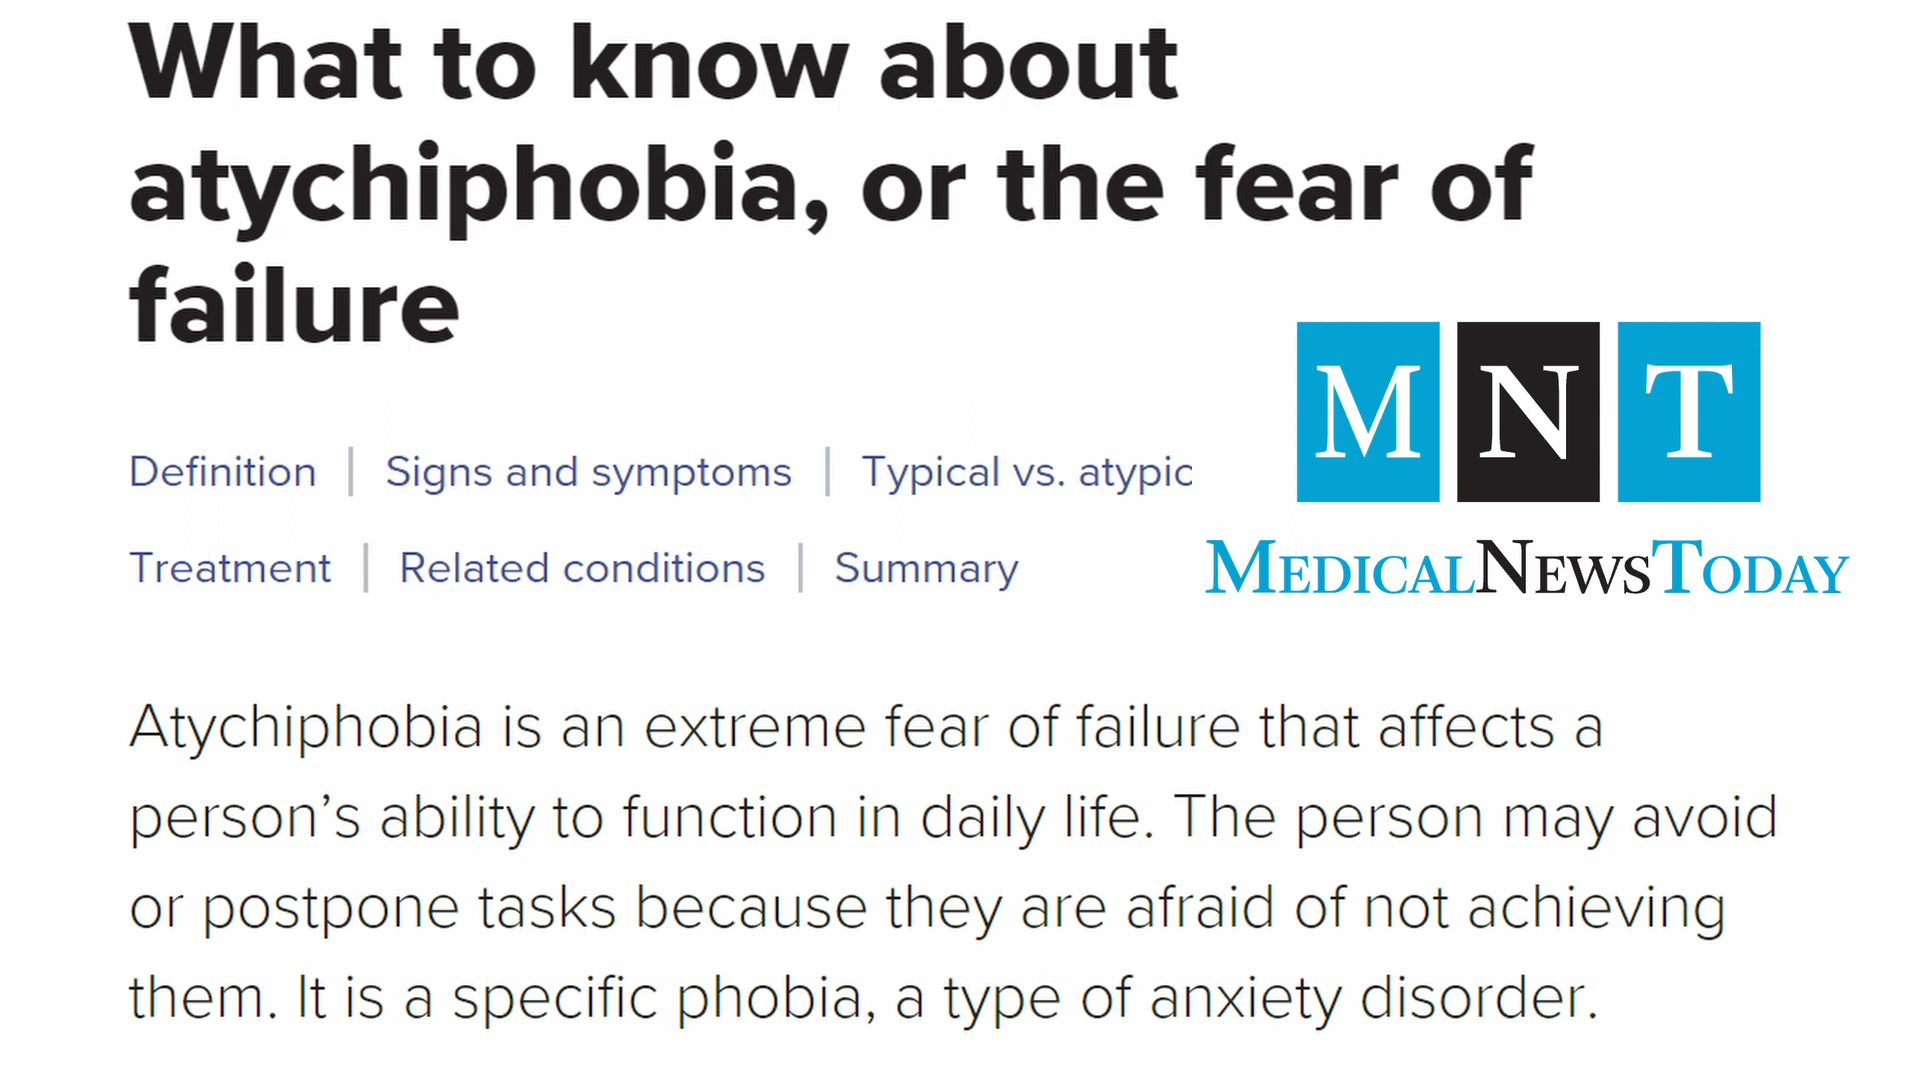 What to know about
atychiphobia, or the fear of
failure
M N T
MEDICALNEWSTODAY
Definition | Signs and symptoms | Typical vs. atypic
Treatment | Related conditions | Summary
Atychiphobia is an extreme fear of failure that affects a
person’s ability to function in daily life. The person may avoid
or postpone tasks because they are afraid of not achieving
them. It is a specific phobia, a type of anxiety disorder.